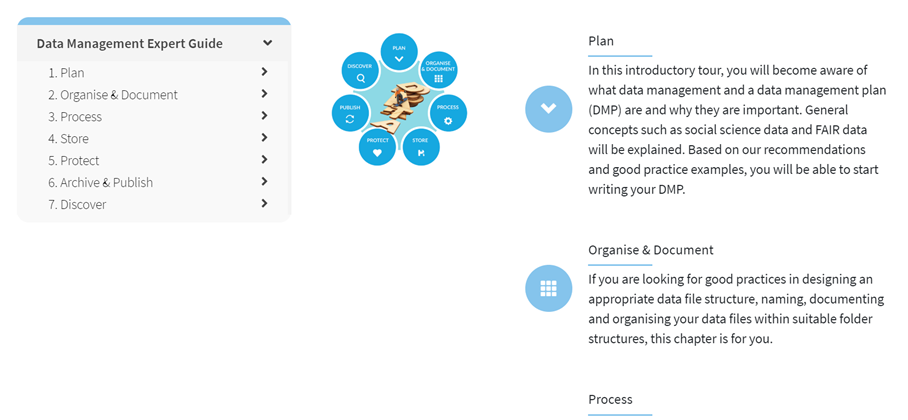 Data Management Expert Guide
1. Plan
2. Organise & Document
3. Process
4. Store
5. Protect
6. Archive & Publish
7. Discover
PLAN
DISCOVER
ORGANISE
& DOCUMENT
PUBLISH
PROCESS
PROTECT
STORE
Plan
In this introductory tour, you will become aware of
what data management and a data management plan
(DMP) are and why they are important. General
concepts such as social science data and FAIR data
will be explained. Based on our recommendations
and good practice examples, you will be able to start
writing your DMP.
Organise & Document
If you are looking for good practices in designing an
appropriate data file structure, naming, documenting
and organising your data files within suitable folder
structures, this chapter is for you.
Process